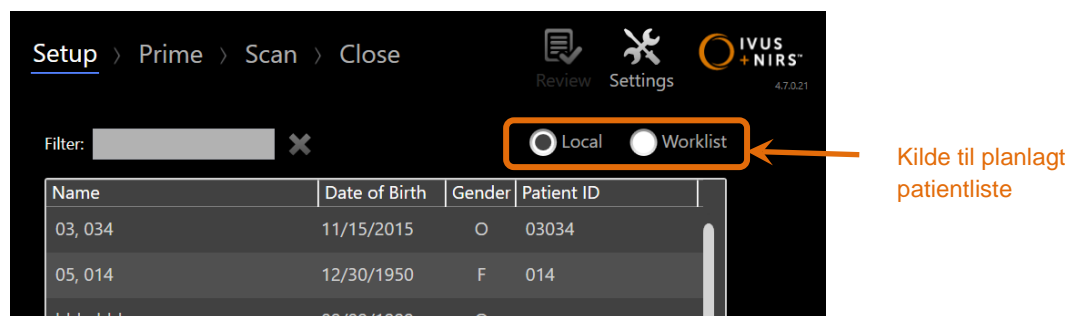 Setup › Prime › Scan › Close
Review
Settings
IVUS
+NIRS™
4.7.0.21
Filter:
Local
Worklist
Kilde til planlagt
patientliste
Name Date of Birth Gender Patient ID
03, 034 11/15/2015 O 03034
05, 014 12/30/1950 F 014